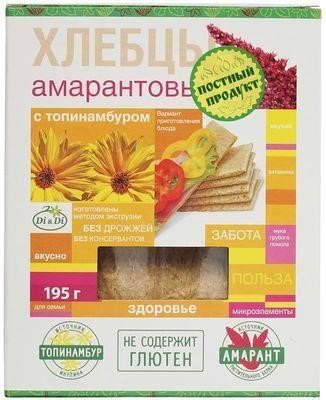 ХЛЕБЦЫ
амарантовы
ПОСТНЫЙ
ПРОДУКТ
с топинамбуром
Вариант
приготовления
блюда
вкусно
витамины
Di & Di
изготовлены
методом экструзии
БЕЗ ДРОЖЖЕЙ
БЕЗ КОНСЕРВАНТОВ
ЗАБОТА
мука
грубого
помола
вкусно
ПОЛЬЗА
195 г
для семьи
здоровье
микроэлементы
ИСТОЧНИК
ТОПИНАМБУР
ИНУЛИНА
НЕ СОДЕРЖИТ
ГЛЮТЕН
ИСТОЧНИК
АМАРАНТ
РАСТИТЕЛЬНОГО БЕЛКА